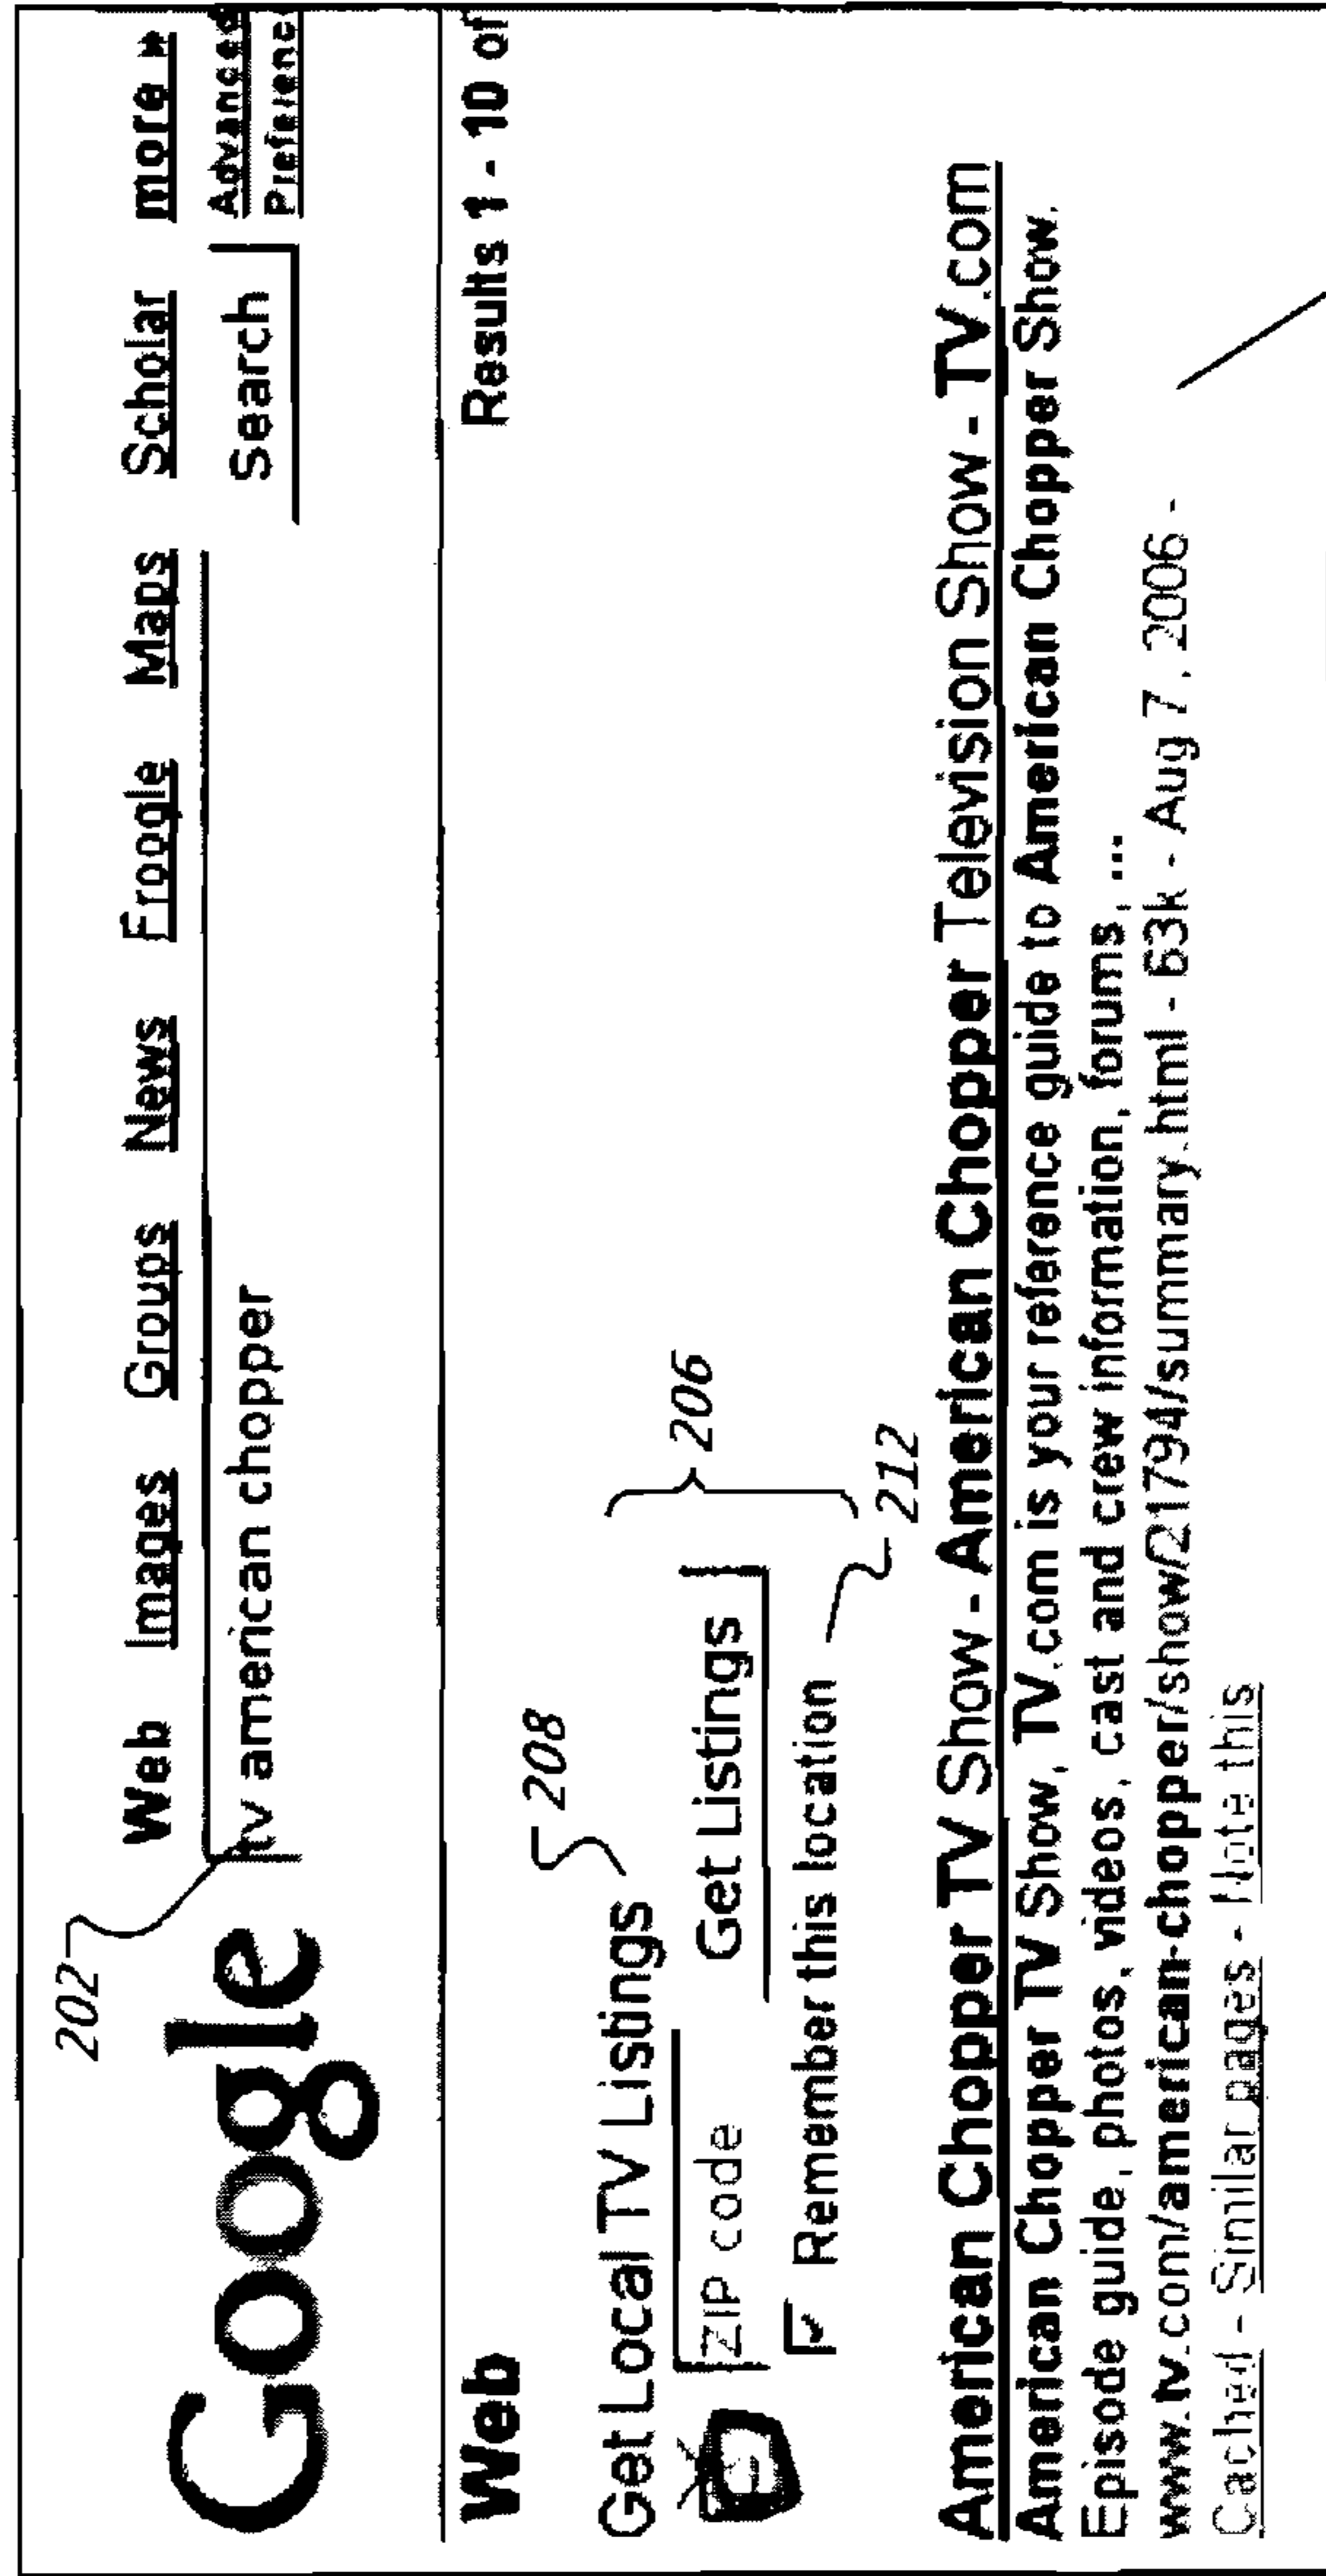 202
Google
Web Images Groups News Froogle Maps Scholar more »
tv american chopper Search
Advanced
Preferenc
Web Results 1 - 10 of
Get Local TV Listings 208
ZIP code Get Listings 206
Remember this location 212
American Chopper TV Show - American Chopper Television Show - TV.com
American Chopper TV Show, TV.com is your reference guide to American Chopper Show.
Episode guide, photos, videos, cast and crew information, forums, ...
www.tv.com/american-chopper/show/21794/summary.html - 63k - Aug 7, 2006 -
Cached - Similar pages - Note this